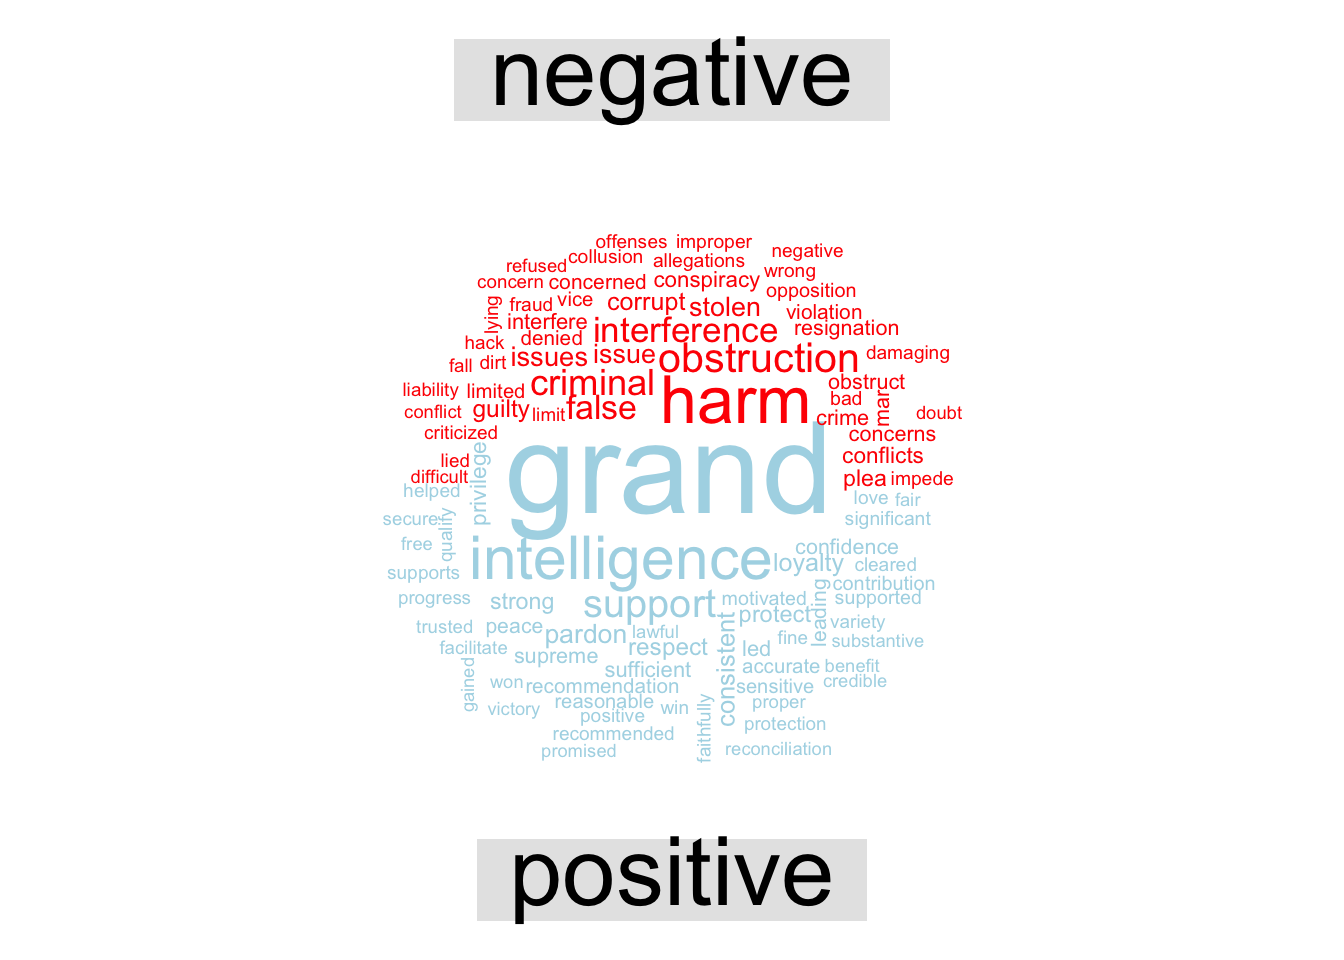 negative
offenses improper
collusion allegations negative
refused wrong
concern concerned conspiracy opposition
lying fraud vice corrupt stolen violation
interfere interference resignation
hack denied
fall dirt issues issue obstruction damaging
liability limited criminal harm obstruct
conflict guilty limit false bad mar doubt
crime
criticized concerns
lied conflicts
difficult plea impede
helped privilege grand love fair
secure qualify significant
free intelligence confidence
supports loyalty cleared
contribution
progress strong support motivated supported
protect leading
trusted peace pardon lawful variety
facilitate respect led fine substantive
supreme consistent
gained sufficient accurate benefit
won recommendation sensitive credible
victory reasonable win proper
positive faithfully protection
recommended
promised reconciliation
positive